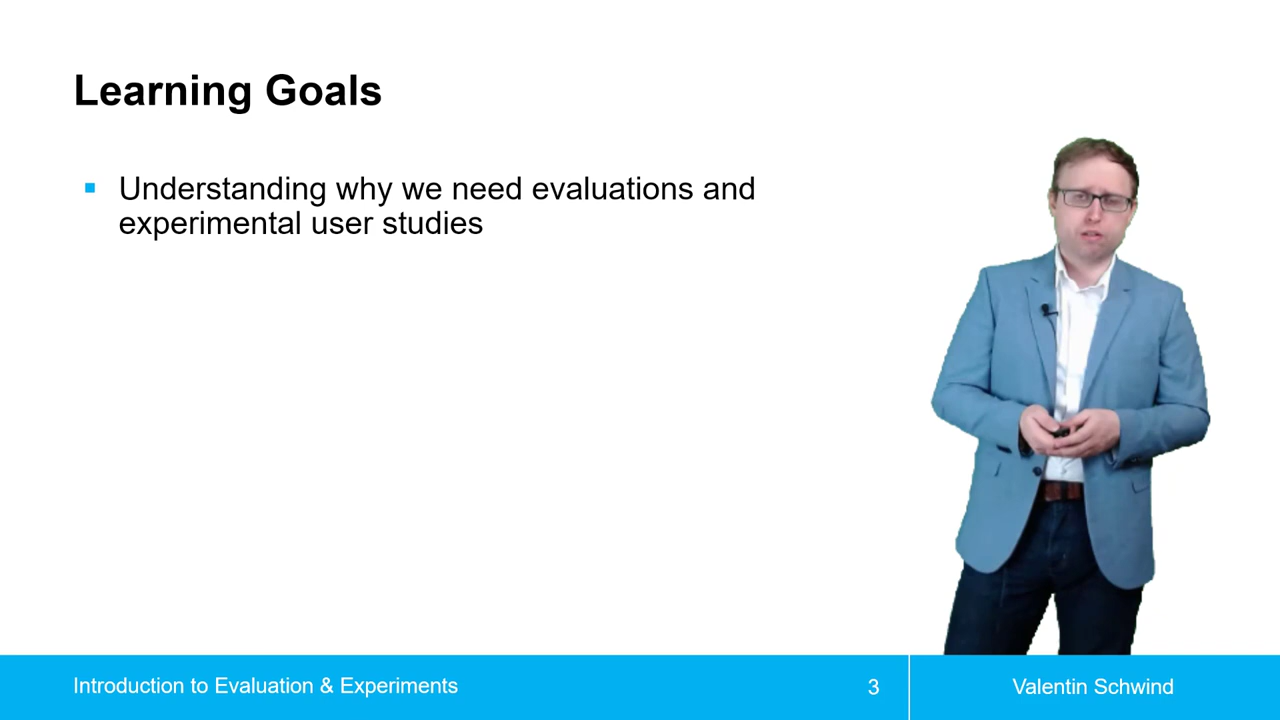 Learning Goals
Understanding why we need evaluations and
experimental user studies
Introduction to Evaluation & Experiments
3
Valentin Schwind